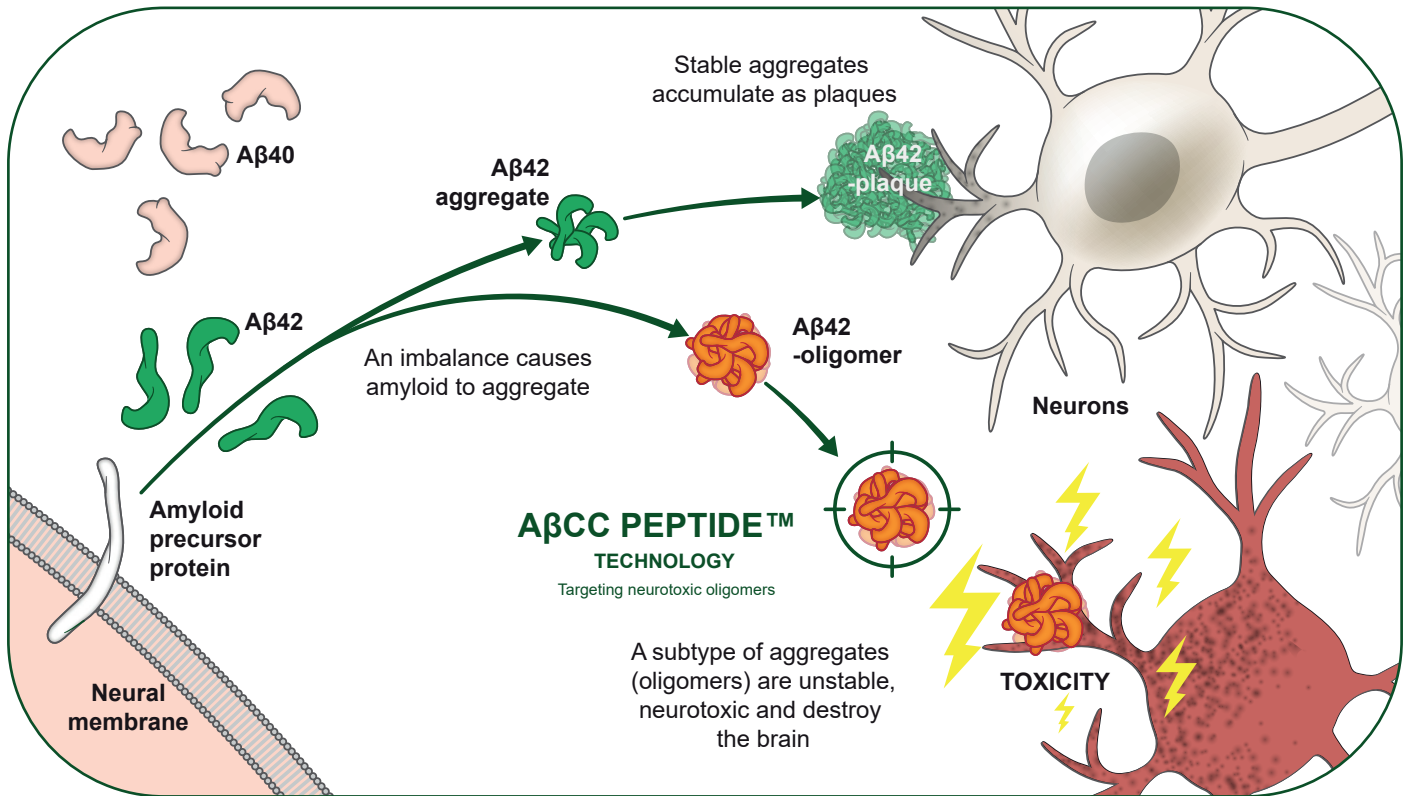 Stable aggregates
accumulate as plaques
Aβ40
Aβ42
aggregate
Aβ42
-plaque
Aβ42
An imbalance causes
amyloid to aggregate
Aβ42
-oligomer
Neurons
Amyloid
precursor
protein
AβCC PEPTIDE™
TECHNOLOGY
Targeting neurotoxic oligomers
A subtype of aggregates
(oligomers) are unstable,
neurotoxic and destroy
the brain
TOXICITY
Neural
membrane